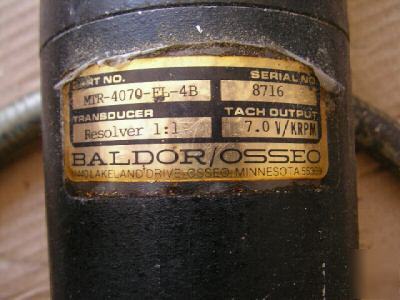 PART NO. SERIAL NO.
MTR-4070-FL-4B 8716
TRANSDUCER TACH OUTPUT
Resolver 1:1 7.0 V/KRPM
BALDOR/OSSEO
LAKELAND DRIVE-OSSEO, MINNESOTA